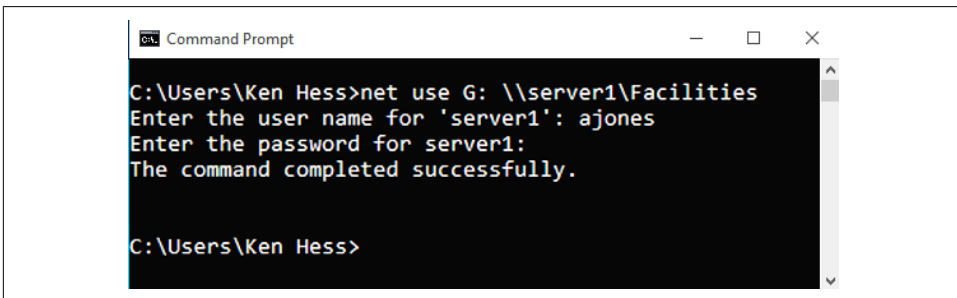 Command Prompt
C:\Users\Ken Hess>net use G: \\server1\Facilities
Enter the user name for 'server1': ajones
Enter the password for server1:
The command completed successfully.
C:\Users\Ken Hess>